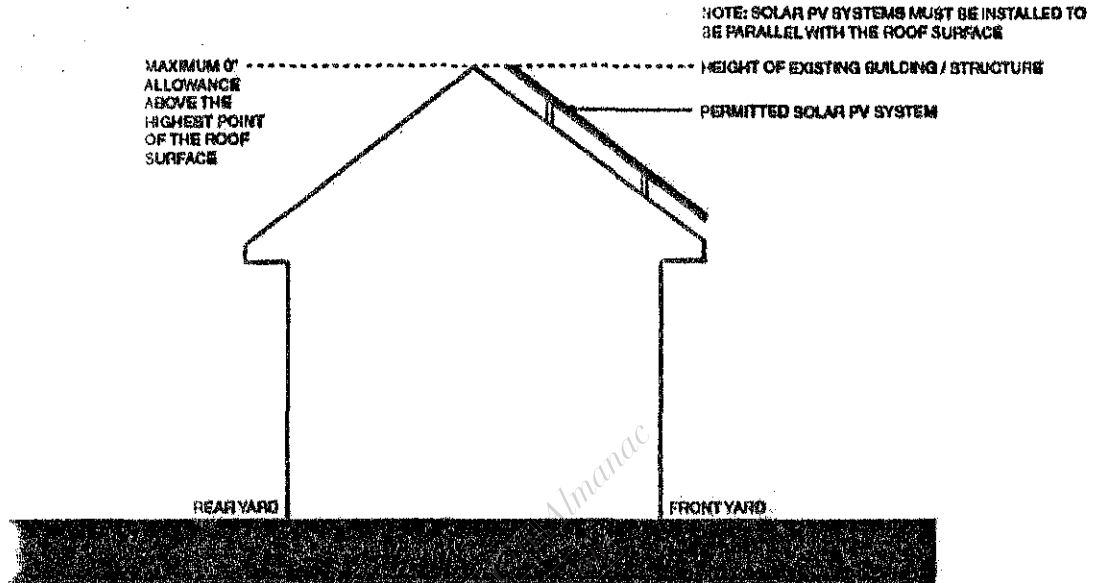 NOTE: SOLAR PV SYSTEMS MUST BE INSTALLED TO
BE PARALLEL WITH THE ROOF SURFACE
MAXIMUM 0"
ALLOWANCE
ABOVE THE
HIGHEST POINT
OF THE ROOF
SURFACE
HEIGHT OF EXISTING BUILDING / STRUCTURE
PERMITTED SOLAR PV SYSTEM
Almanac
REAR YARD
FRONT YARD